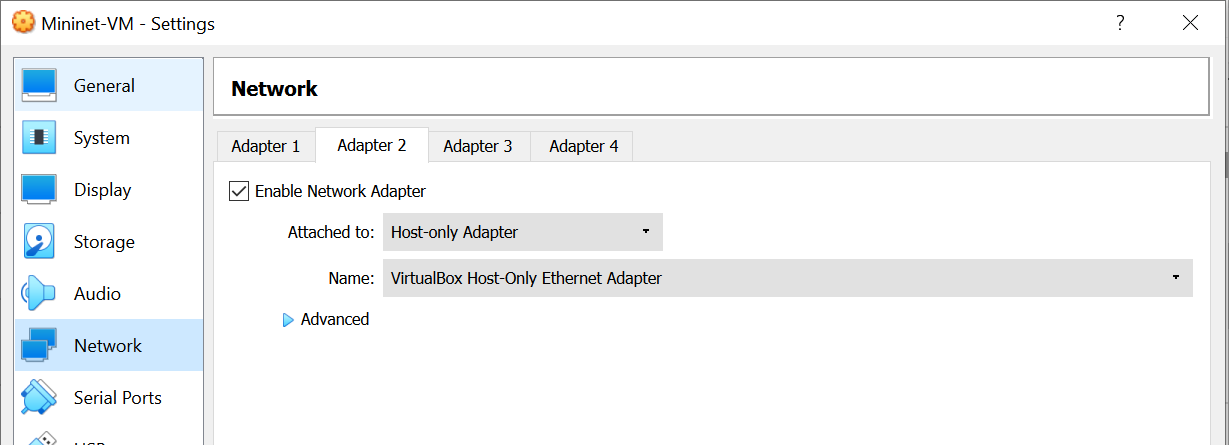 Mininet-VM - Settings
?
General
System
Display
Storage
Audio
Network
Serial Ports
Network
Adapter 1 Adapter 2 Adapter 3 Adapter 4
Enable Network Adapter
Attached to: Host-only Adapter
Name: VirtualBox Host-Only Ethernet Adapter
Advanced